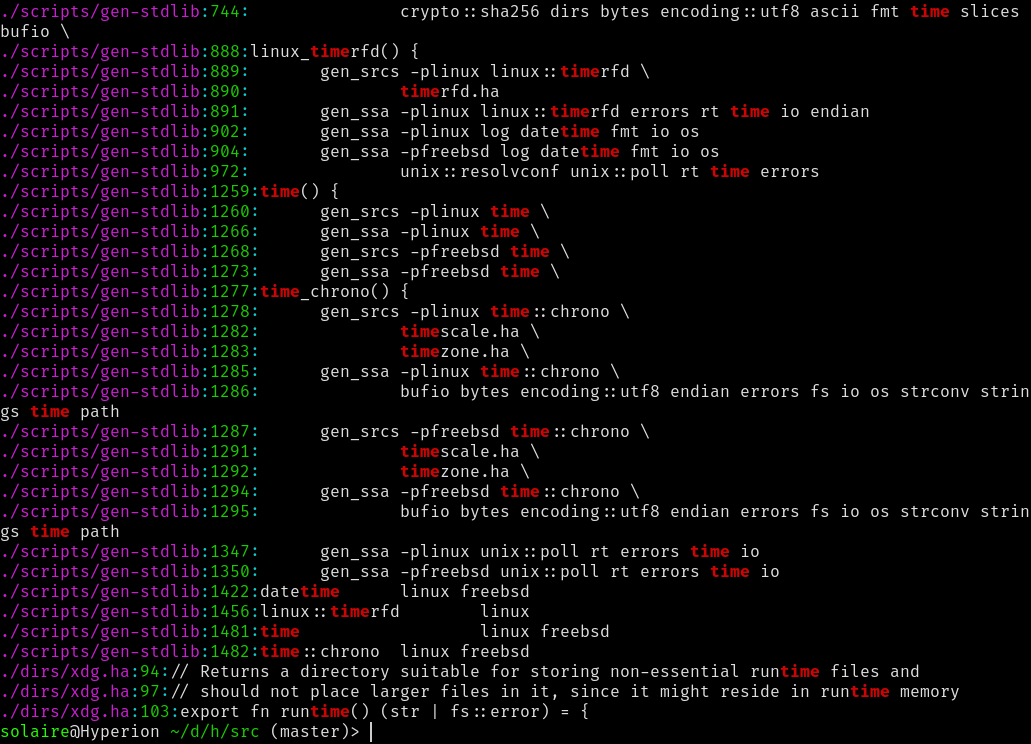 ./scripts/gen-stdlib:744:		crypto::sha256 dirs bytes encoding::utf8 ascii fmt time slices
bufio \
./scripts/gen-stdlib:888:linux_timerfd() {
./scripts/gen-stdlib:889:	gen_srcs -plinux linux::timerfd \
./scripts/gen-stdlib:890:		timerfd.ha
./scripts/gen-stdlib:891:	gen_ssa -plinux linux::timerfd errors rt time io endian
./scripts/gen-stdlib:902:	gen_ssa -plinux log datetime fmt io os
./scripts/gen-stdlib:904:	gen_ssa -pfreebsd log datetime fmt io os
./scripts/gen-stdlib:972:		unix::resolvconf unix::poll rt time errors
./scripts/gen-stdlib:1259:time() {
./scripts/gen-stdlib:1260:	gen_srcs -plinux time \
./scripts/gen-stdlib:1266:	gen_ssa -plinux time \
./scripts/gen-stdlib:1268:	gen_srcs -pfreebsd time \
./scripts/gen-stdlib:1273:	gen_ssa -pfreebsd time \
./scripts/gen-stdlib:1277:time_chrono() {
./scripts/gen-stdlib:1278:	gen_srcs -plinux time::chrono \
./scripts/gen-stdlib:1282:		timescale.ha \
./scripts/gen-stdlib:1283:		timezone.ha \
./scripts/gen-stdlib:1285:	gen_ssa -plinux time::chrono \
./scripts/gen-stdlib:1286:		bufio bytes encoding::utf8 endian errors fs io os strconv strin
gs time path
./scripts/gen-stdlib:1287:	gen_srcs -pfreebsd time::chrono \
./scripts/gen-stdlib:1291:		timescale.ha \
./scripts/gen-stdlib:1292:		timezone.ha \
./scripts/gen-stdlib:1294:	gen_ssa -pfreebsd time::chrono \
./scripts/gen-stdlib:1295:		bufio bytes encoding::utf8 endian errors fs io os strconv strin
gs time path
./scripts/gen-stdlib:1347:	gen_ssa -plinux unix::poll rt errors time io
./scripts/gen-stdlib:1350:	gen_ssa -pfreebsd unix::poll rt errors time io
./scripts/gen-stdlib:1422:datetime	linux freebsd
./scripts/gen-stdlib:1456:linux::timerfd	linux
./scripts/gen-stdlib:1481:time			linux freebsd
./scripts/gen-stdlib:1482:time::chrono	linux freebsd
./dirs/xdg.ha:94:// Returns a directory suitable for storing non-essential runtime files and
./dirs/xdg.ha:97:// should not place larger files in it, since it might reside in runtime memory
./dirs/xdg.ha:103:export fn runtime() (str | fs::error) = {
solaire@Hyperion ~/d/h/src (master)>